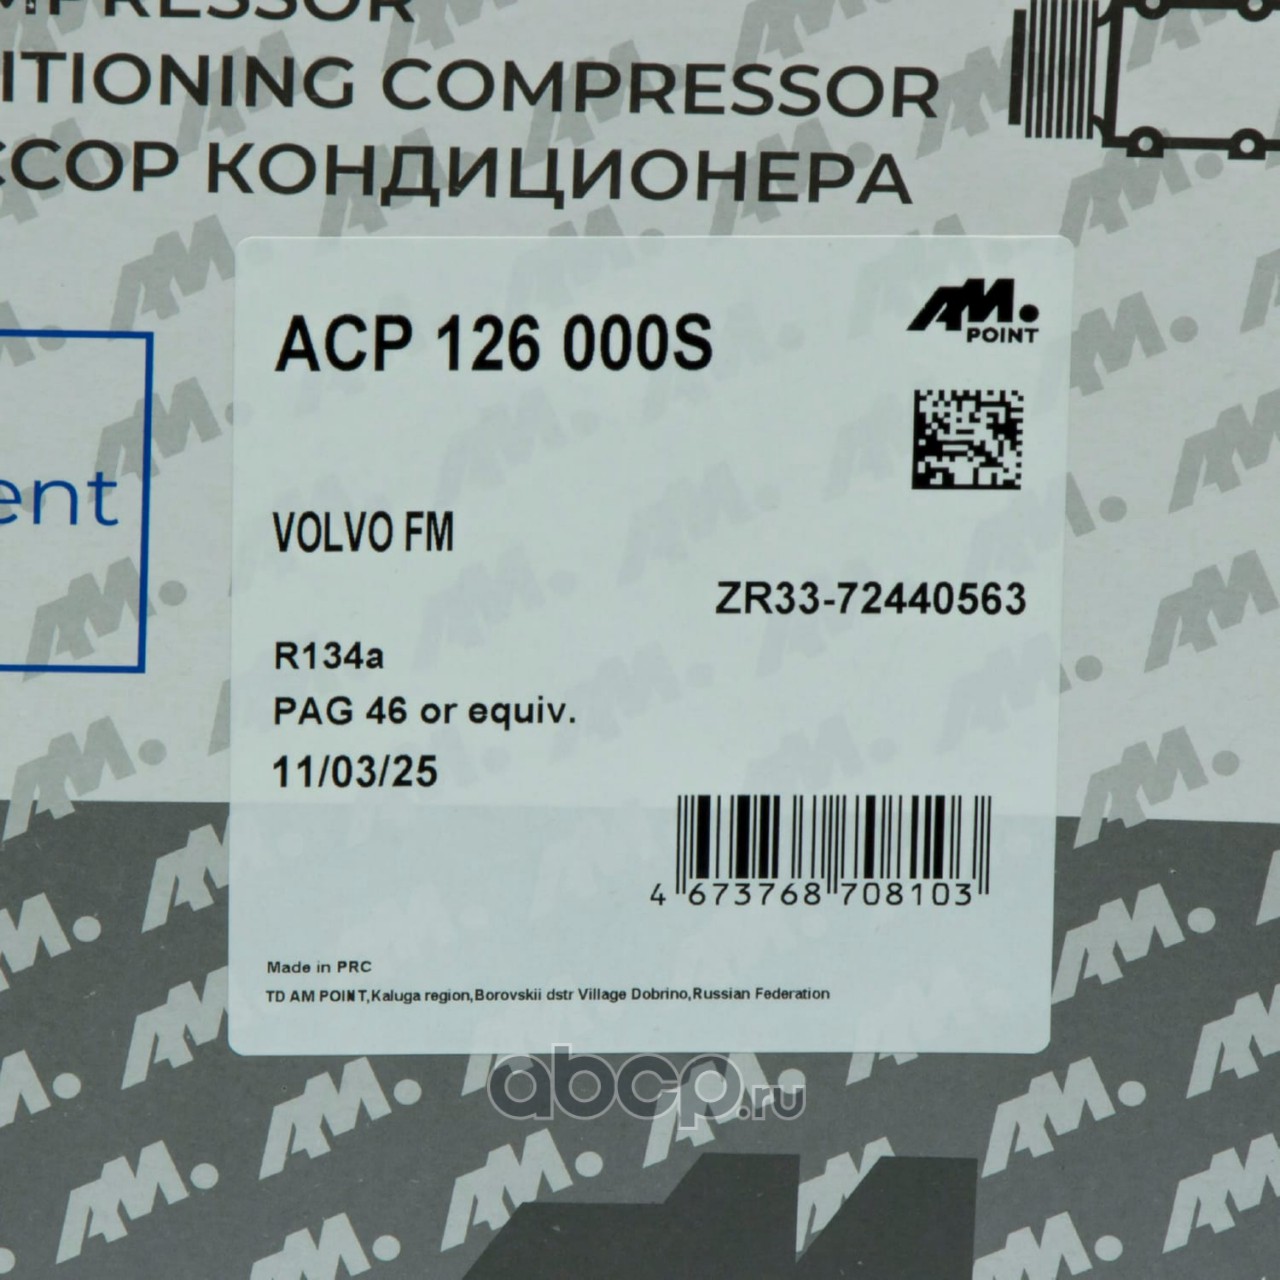 MPRESSOR
ITIONING COMPRESSOR
ССОР КОНДИЦИОНЕРА
ACP 126 000S
AM.
POINT
ent
VOLVO FM
ZR33-72440563
R134a
PAG 46 or equiv.
11/03/25
4 673768 708103
Made in PRC
TD AM POINT,Kaluga region,Borovskii dstr Village Dobrino,Russian Federation
abcp.ru